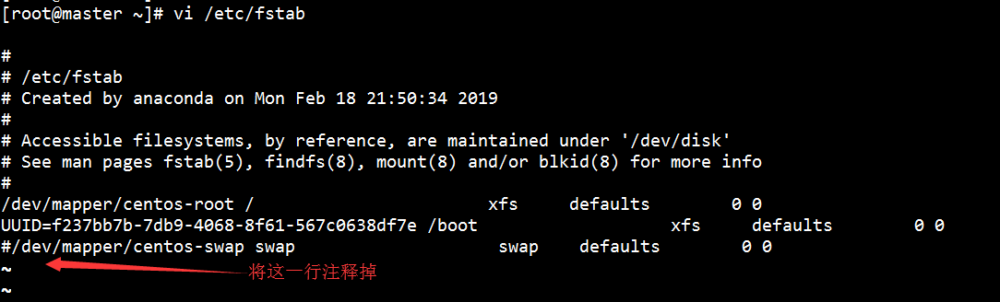 [root@master ~]# vi /etc/fstab
#
# /etc/fstab
# Created by anaconda on Mon Feb 18 21:50:34 2019
#
# Accessible filesystems, by reference, are maintained under '/dev/disk'
# See man pages fstab(5), findfs(8), mount(8) and/or blkid(8) for more info
#
/dev/mapper/centos-root / xfs defaults 0 0
UUID=f237bb7b-7db9-4068-8f61-567c0638df7e /boot xfs defaults 0 0
#/dev/mapper/centos-swap swap swap defaults 0 0
~ 将这一行注释掉
~